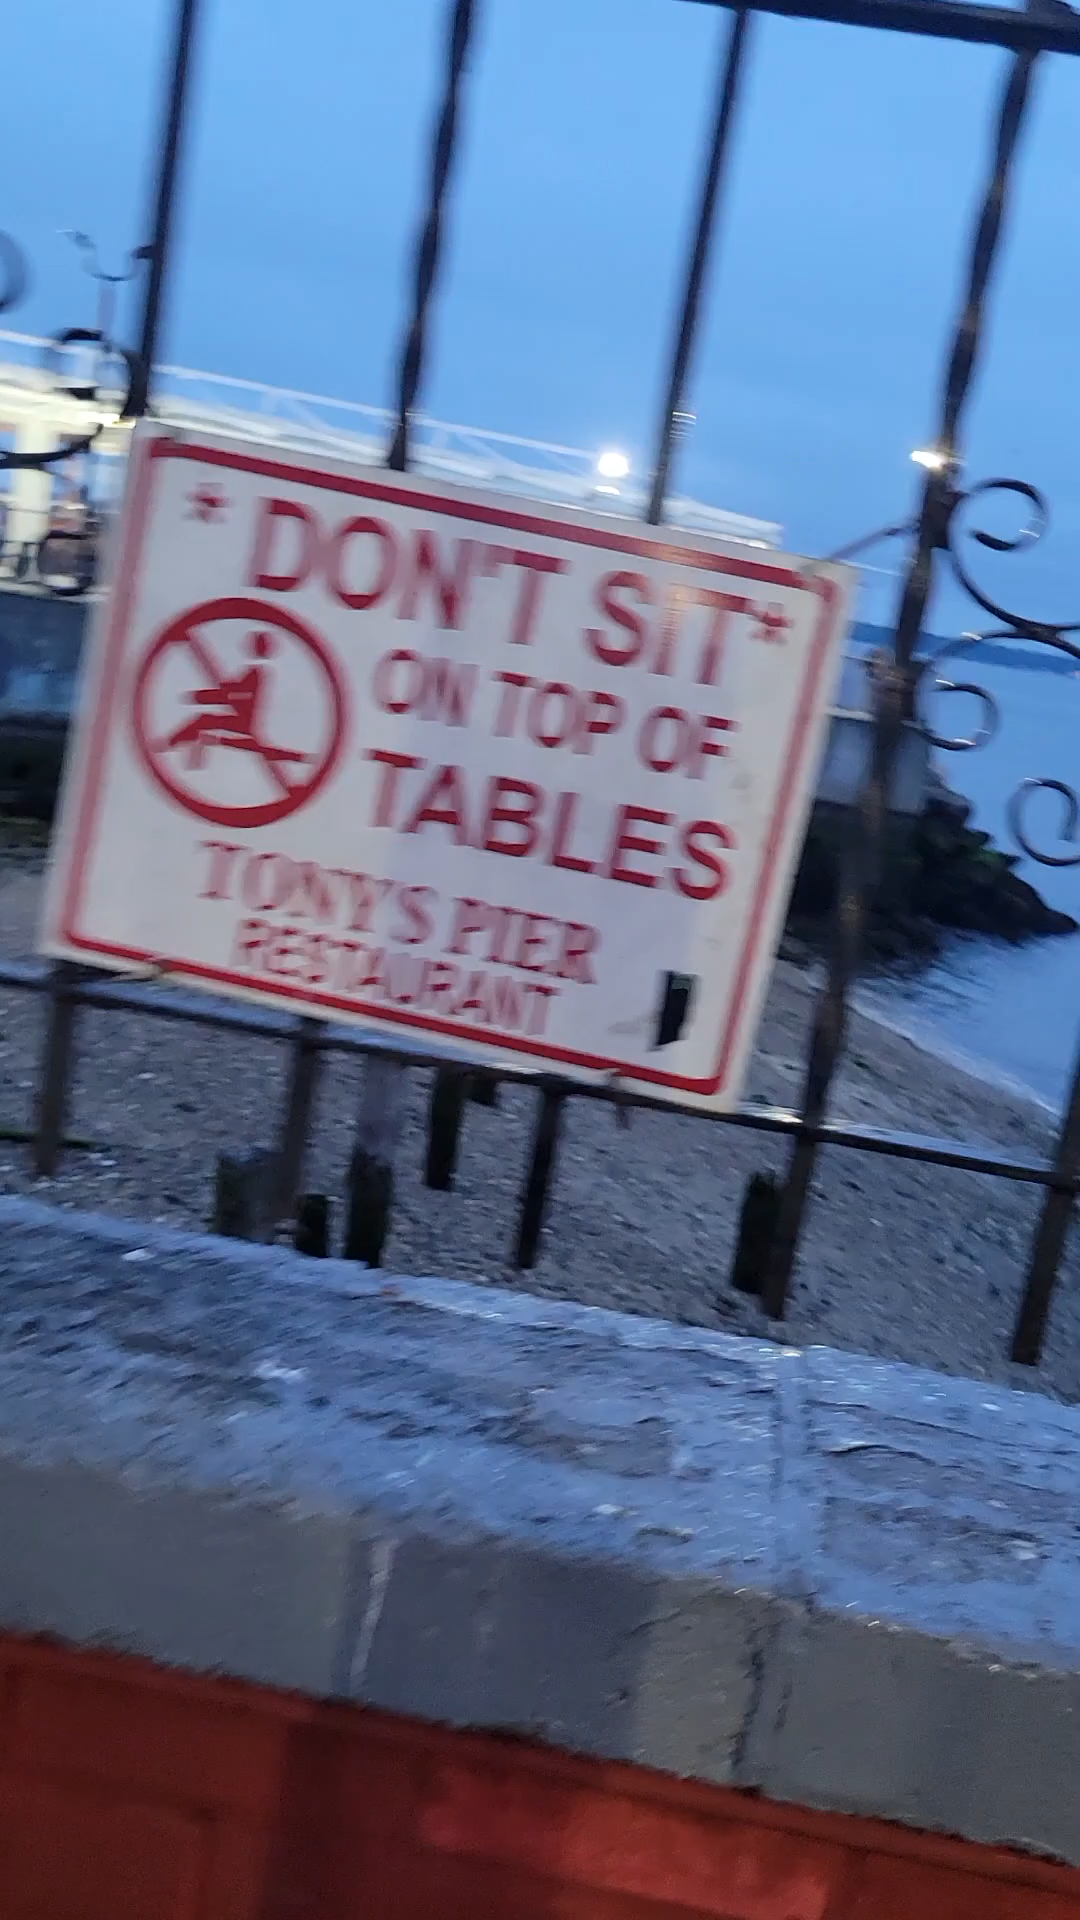 * DON'T SIT *
ON TOP OF
TABLES
TONY'S PIER
RESTAURANT